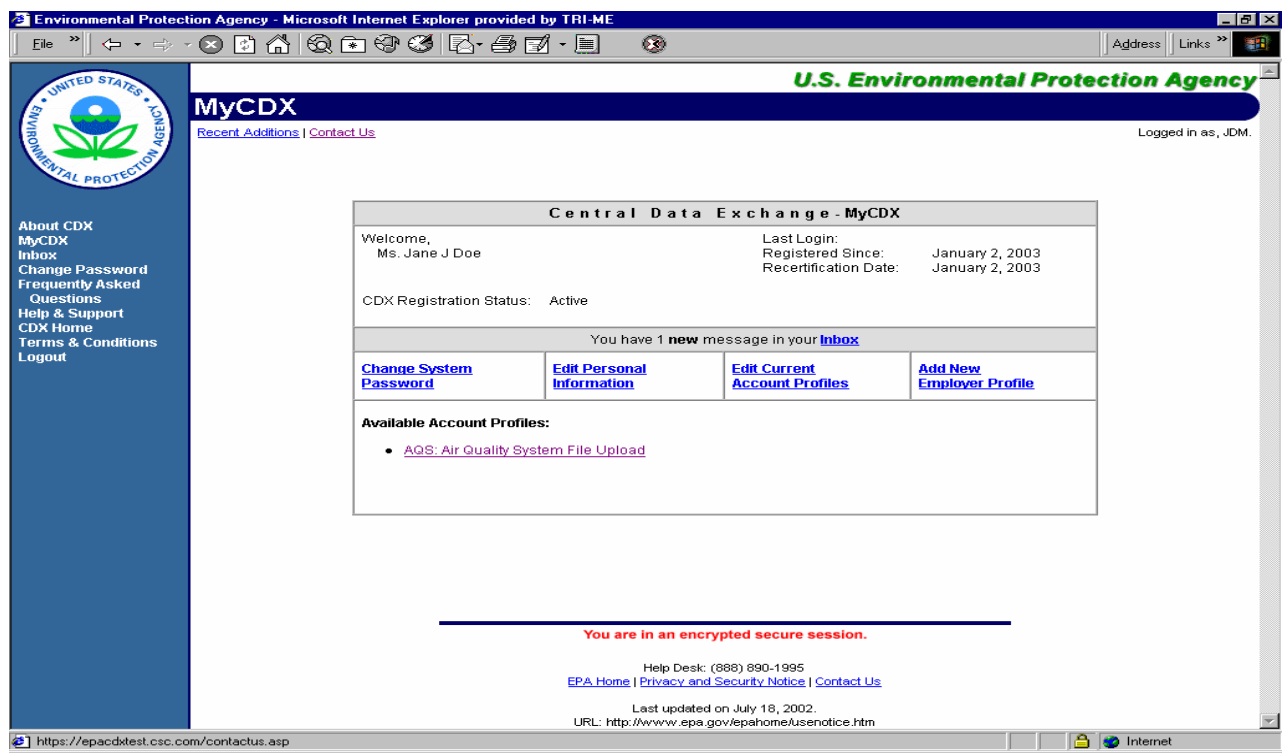 Environmental Protection Agency - Microsoft Internet Explorer provided by TRI-ME
File » Address Links »
UNITED STATES ENVIRONMENTAL PROTECTION AGENCY
U.S. Environmental Protection Agency
MyCDX
Recent Additions | Contact Us Logged in as, JDM.
About CDX
MyCDX
Inbox
Change Password
Frequently Asked
Questions
Help & Support
CDX Home
Terms & Conditions
Logout
Central Data Exchange - MyCDX
Welcome, Last Login:
Ms. Jane J Doe Registered Since: January 2, 2003
Recertification Date: January 2, 2003
CDX Registration Status: Active
You have 1 new message in your Inbox
Change System Password
Edit Personal Information
Edit Current Account Profiles
Add New Employer Profile
Available Account Profiles:
• AQS: Air Quality System File Upload
You are in an encrypted secure session.
Help Desk: (888) 890-1995
EPA Home | Privacy and Security Notice | Contact Us
Last updated on July 18, 2002.
URL: http://www.epa.gov/epahome/usenotice.htm
https://epacdxtest.csc.com/contactus.asp Internet